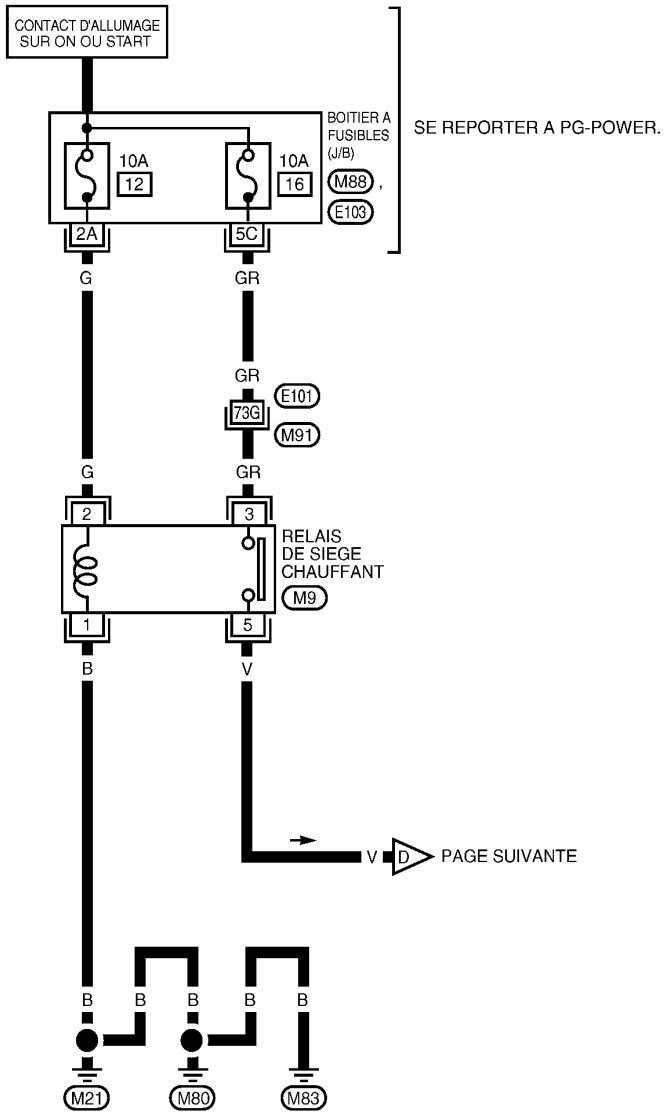 CONTACT D'ALLUMAGE
SUR ON OU START
SE REPORTER A PG-POWER.
BOITIER A
FUSIBLES
(J/B)
10A
12
10A
16
M88 ,
E103
2A
5C
G
GR
GR
E101
73G
M91
G
GR
2
3
RELAIS
DE SIEGE
CHAUFFANT
M9
1
5
B
V
V
D
PAGE SUIVANTE
B
B
B
B
B
M21
M80
M83